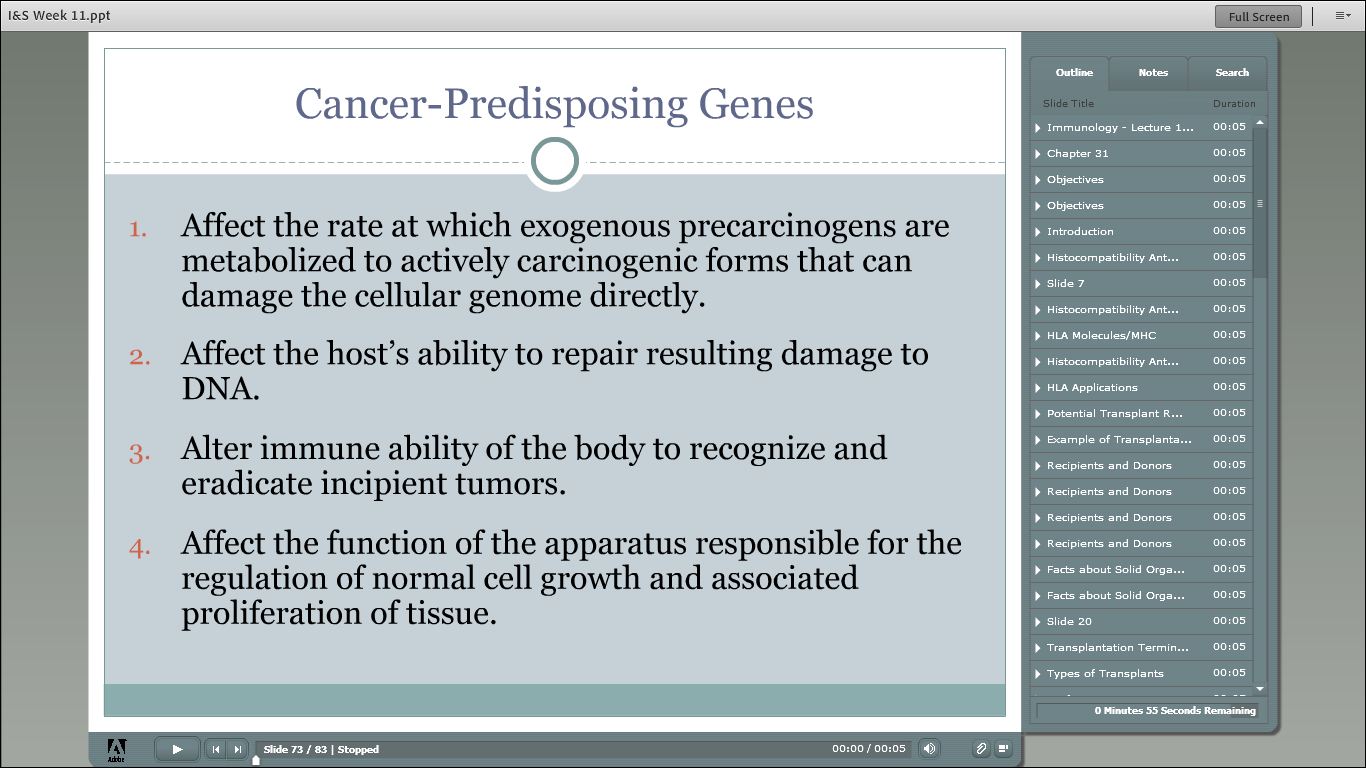 I&S Week 11.ppt
Full Screen
Cancer-Predisposing Genes
1. Affect the rate at which exogenous precarcinogens are
metabolized to actively carcinogenic forms that can
damage the cellular genome directly.
2. Affect the host’s ability to repair resulting damage to
DNA.
3. Alter immune ability of the body to recognize and
eradicate incipient tumors.
4. Affect the function of the apparatus responsible for the
regulation of normal cell growth and associated
proliferation of tissue.
Outline Notes Search
Slide Title Duration
Immunology - Lecture 1... 00:05
Chapter 31 00:05
Objectives 00:05
Objectives 00:05
Introduction 00:05
Histocompatibility Ant... 00:05
Slide 7 00:05
Histocompatibility Ant... 00:05
HLA Molecules/MHC 00:05
Histocompatibility Ant... 00:05
HLA Applications 00:05
Potential Transplant R... 00:05
Example of Transplanta... 00:05
Recipients and Donors 00:05
Recipients and Donors 00:05
Recipients and Donors 00:05
Recipients and Donors 00:05
Facts about Solid Orga... 00:05
Facts about Solid Orga... 00:05
Slide 20 00:05
Transplantation Termin... 00:05
Types of Transplants 00:05
0 Minutes 55 Seconds Remaining
Adobe
Slide 73 / 83 | Stopped 00:00 / 00:05